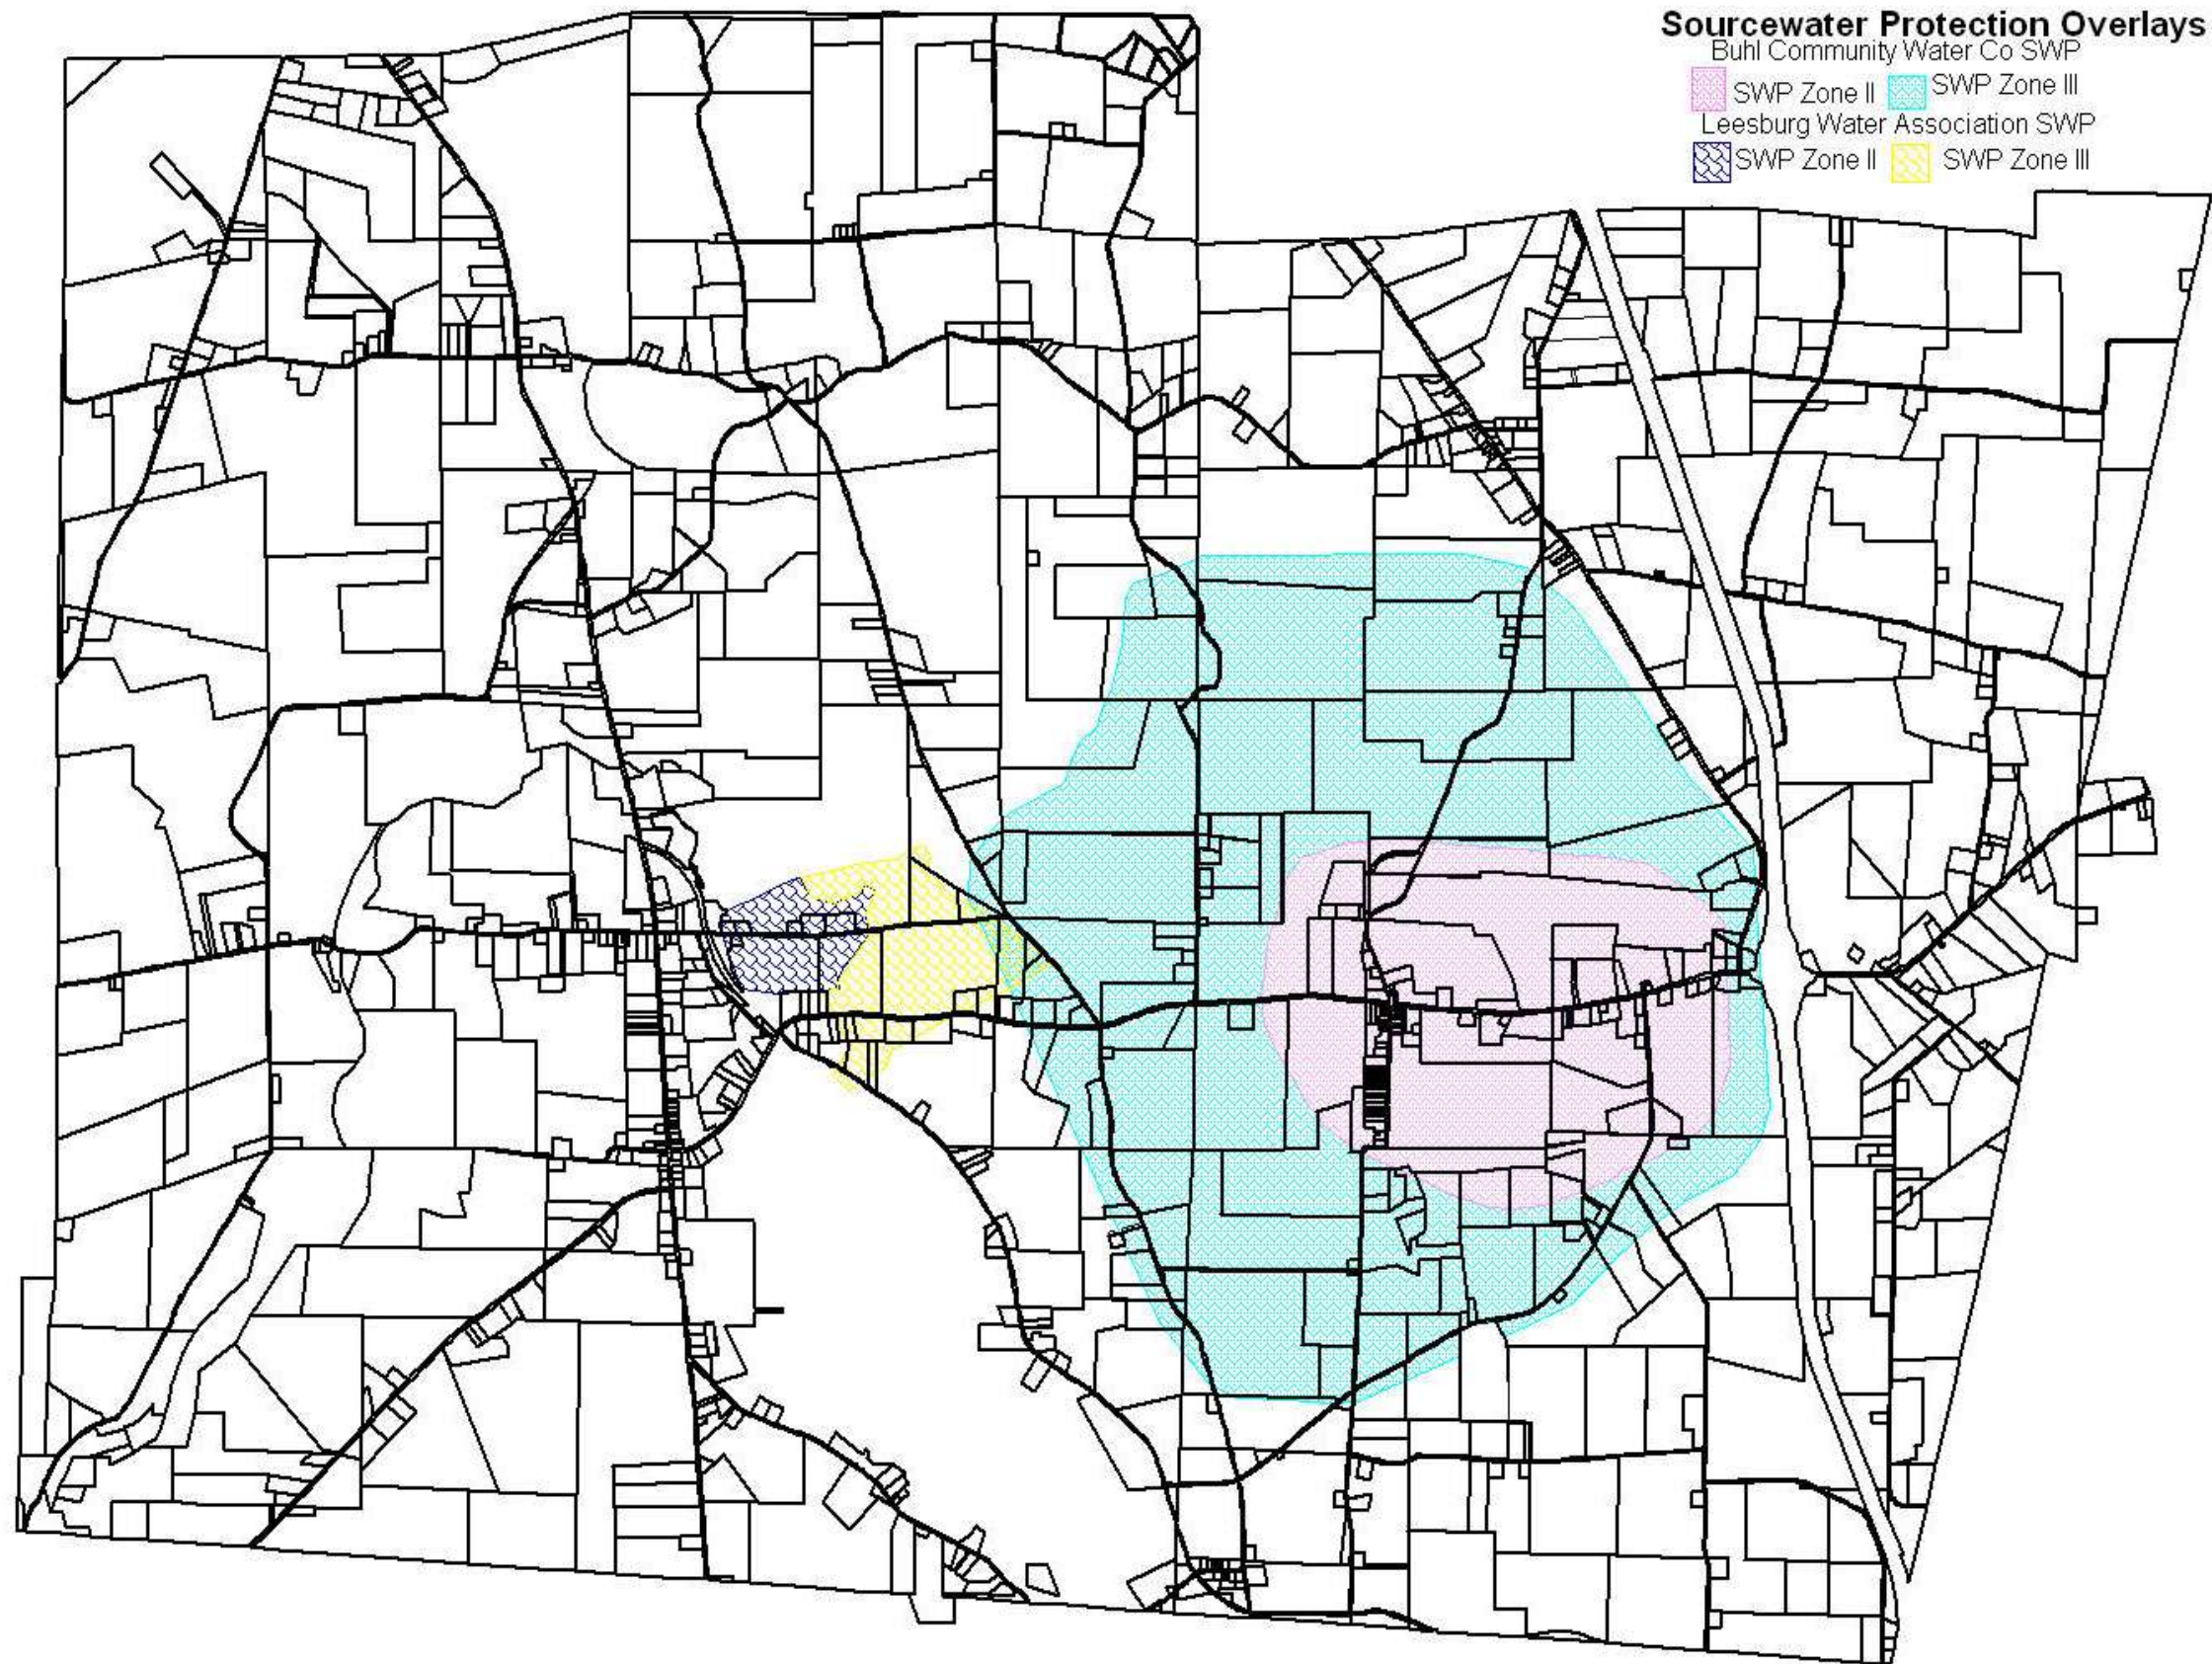 Sourcewater Protection Overlays
Buhl Community Water Co SWP
SWP Zone II SWP Zone III
Leesburg Water Association SWP
SWP Zone II SWP Zone III